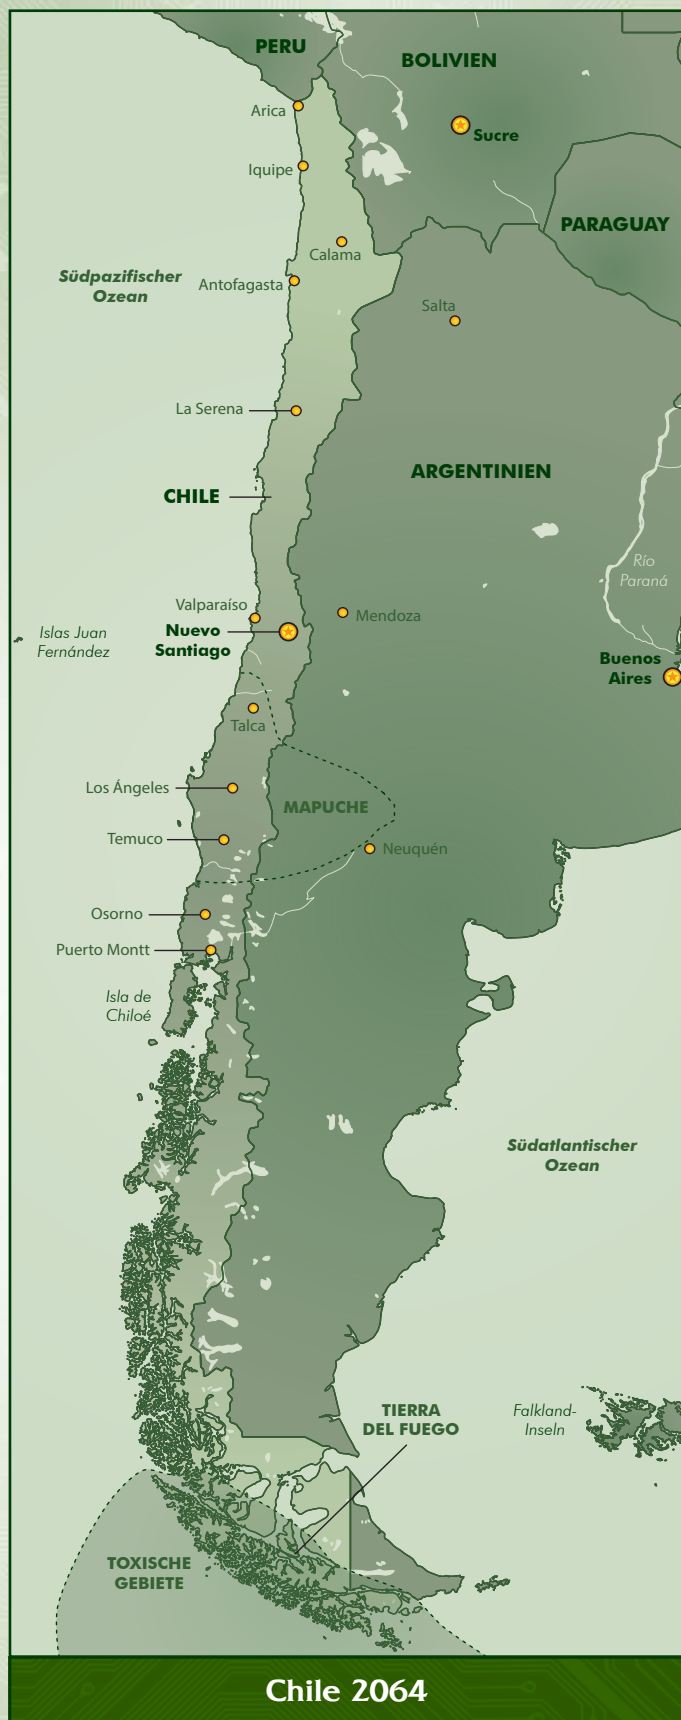 PERU
BOLIVIEN
Arica
Sucre
Iquipe
PARAGUAY
Calama
Südpazifischer
Ozean
Antofagasta
Salta
La Serena
ARGENTINIEN
CHILE
Río
Paraná
Valparaíso
Mendoza
Islas Juan
Fernández
Nuevo
Santiago
Buenos
Aires
Talca
Los Ángeles
MAPUCHE
Temuco
Neuquén
Osorno
Puerto Montt
Isla de
Chiloé
Südatlantischer
Ozean
TIERRA
DEL FUEGO
Falkland-
Inseln
TOXISCHE
GEBIETE
Chile 2064